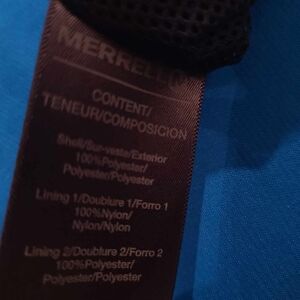 MERRELL
CONTENT/
TENEUR/COMPOSICION
Shell/Sur-veste/Exterior
100%Polyester/
Polyester/Polyester
Lining 1/Doublure 1/Forro 1
100%Nylon/
Nylon/Nylon
Lining 2/Doublure 2/Forro 2
100%Polyester/
Polyester/Polyester